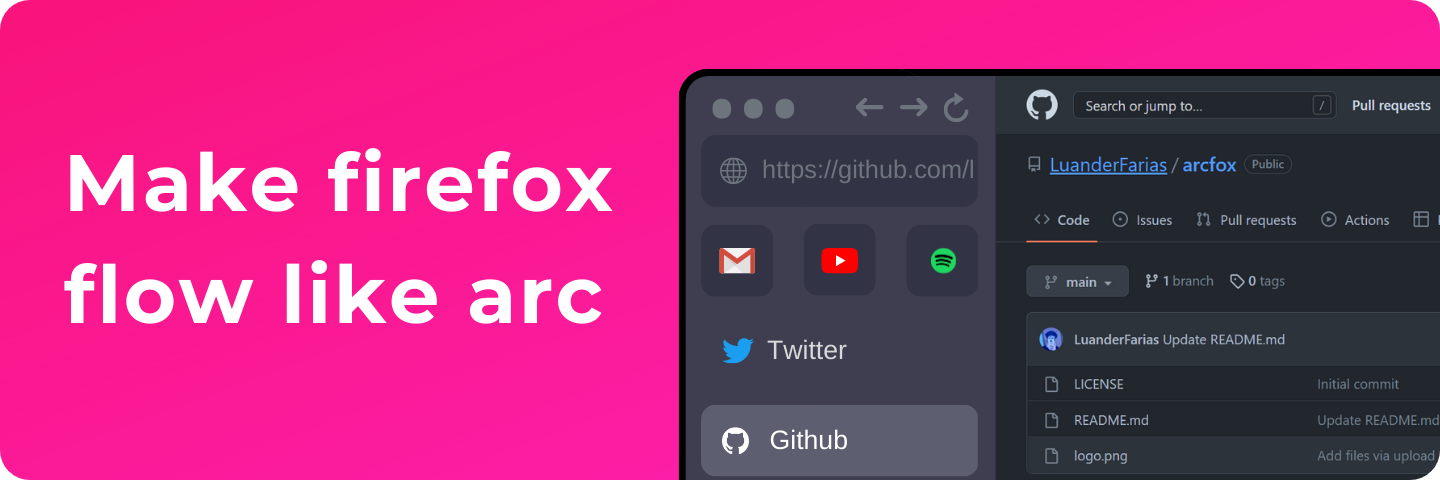 Make firefox
flow like arc
https://github.com/l
Twitter
Github
Search or jump to...
/
Pull requests
LuanderFarias / arcfox
Public
Code
Issues
Pull requests
Actions
main
1 branch
0 tags
LuanderFarias Update README.md
LICENSE
Initial commit
README.md
Update README.md
logo.png
Add files via upload